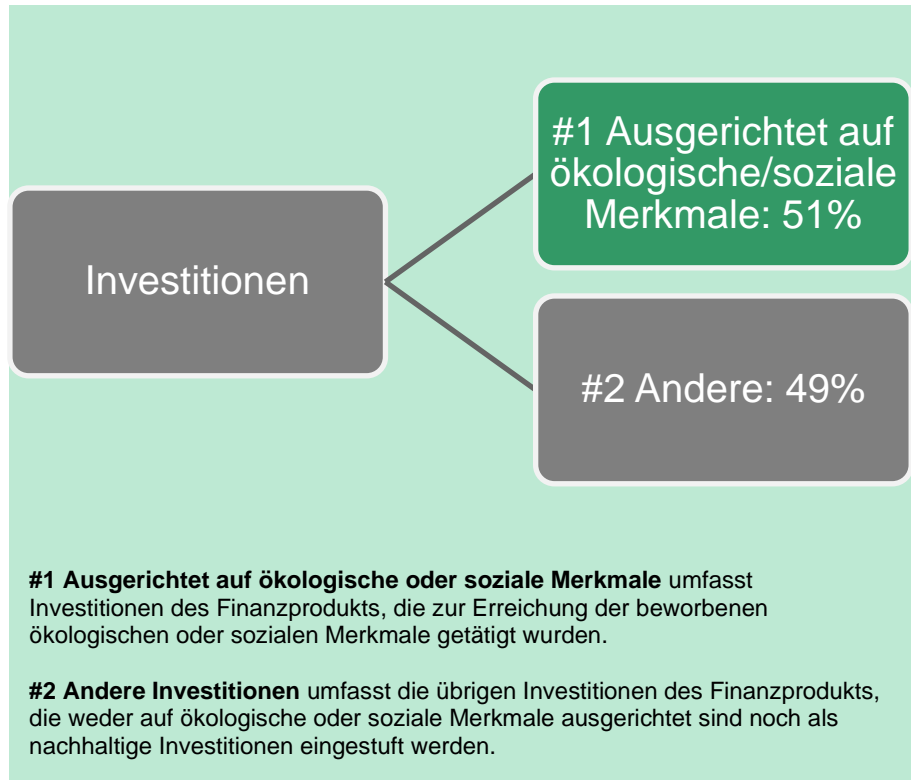 #1 Ausgerichtet auf
ökologische/soziale
Merkmale: 51%
Investitionen
#2 Andere: 49%
#1 Ausgerichtet auf ökologische oder soziale Merkmale umfasst
Investitionen des Finanzprodukts, die zur Erreichung der beworbenen
ökologischen oder sozialen Merkmale getätigt wurden.
#2 Andere Investitionen umfasst die übrigen Investitionen des Finanzprodukts,
die weder auf ökologische oder soziale Merkmale ausgerichtet sind noch als
nachhaltige Investitionen eingestuft werden.